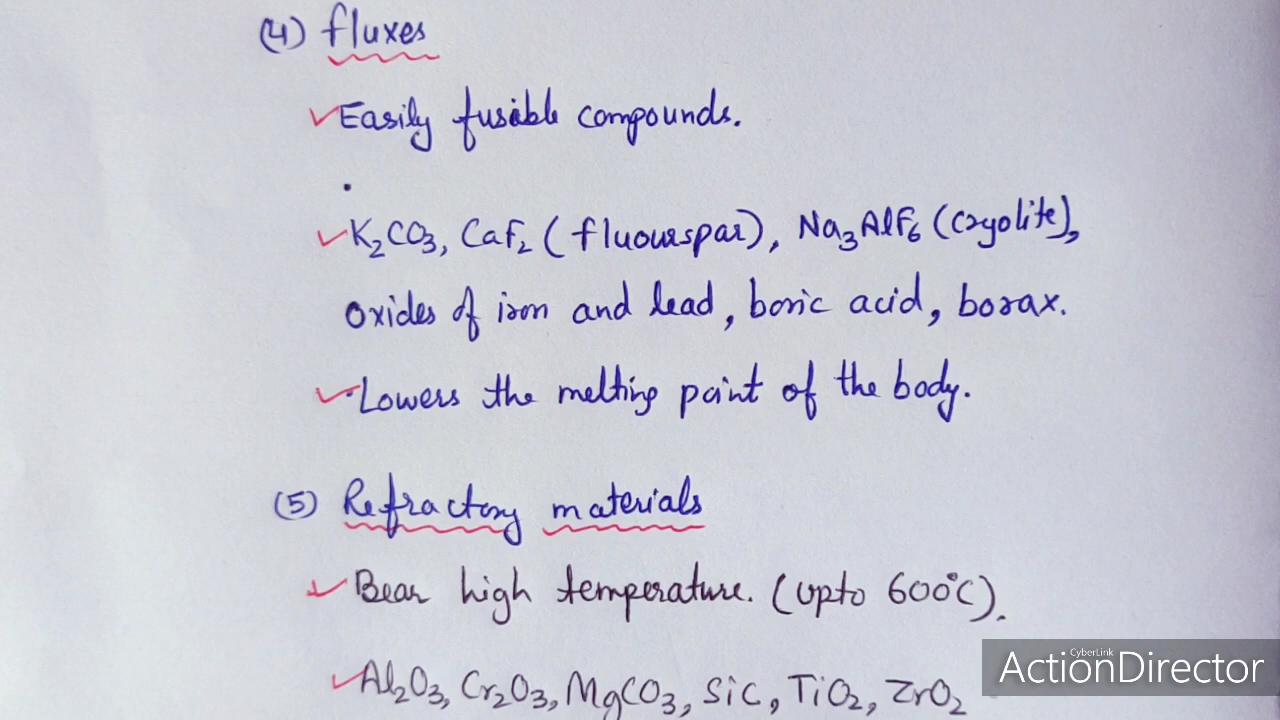 (4) fluxes
Easily fusible compounds.
K₂CO₃, CaF₂ (fluourspar), Na₃AlF₆ (Cryolite),
Oxides of iron and lead, boric acid, borax.
Lowers the melting point of the body.
(5) Refractory materials
Bear high temperature. (upto 600°C).
Al₂O₃, Cr₂O₃, MgCO₃, SiC, TiO₂, ZrO₂
CyberLink
ActionDirector